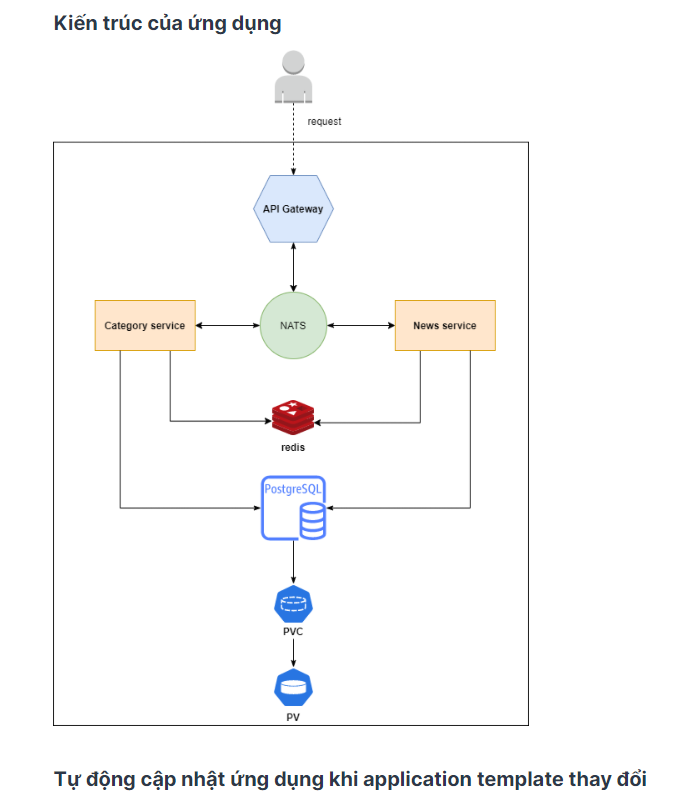 Kiến trúc của ứng dụng
request
API Gateway
Category service
NATS
News service
redis
PostgreSQL
PVC
PV
Tự động cập nhật ứng dụng khi application template thay đổi